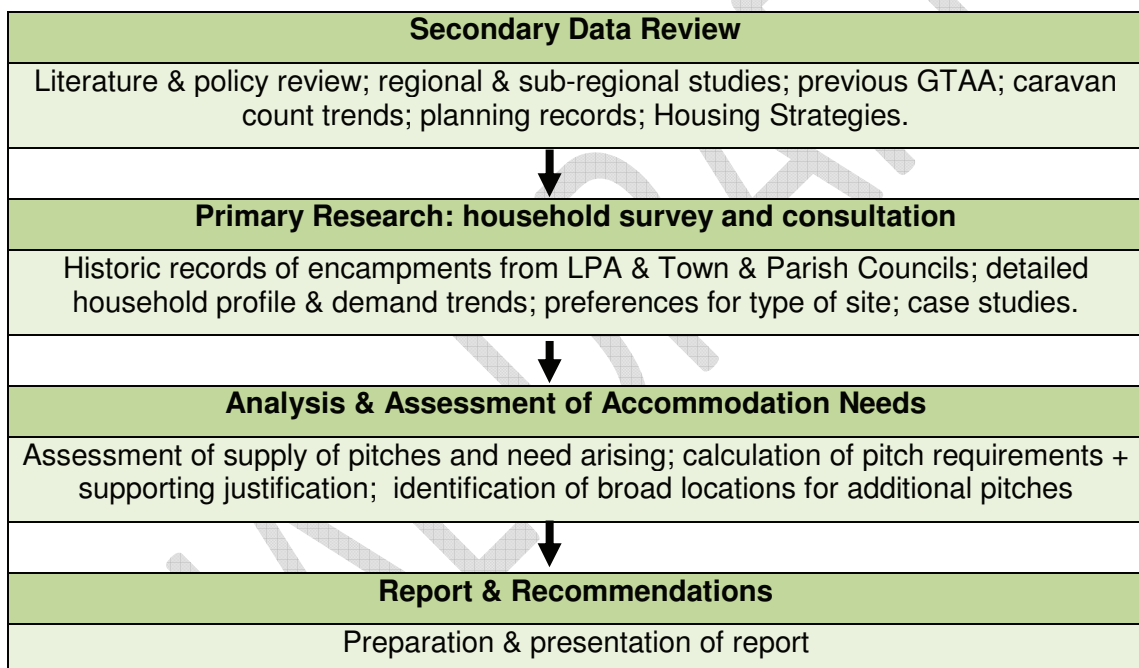 Secondary Data Review
Literature & policy review; regional & sub-regional studies; previous GTAA; caravan
count trends; planning records; Housing Strategies.
Primary Research: household survey and consultation
Historic records of encampments from LPA & Town & Parish Councils; detailed
household profile & demand trends; preferences for type of site; case studies.
Analysis & Assessment of Accommodation Needs
Assessment of supply of pitches and need arising; calculation of pitch requirements +
supporting justification;  identification of broad locations for additional pitches
Report & Recommendations
Preparation & presentation of report